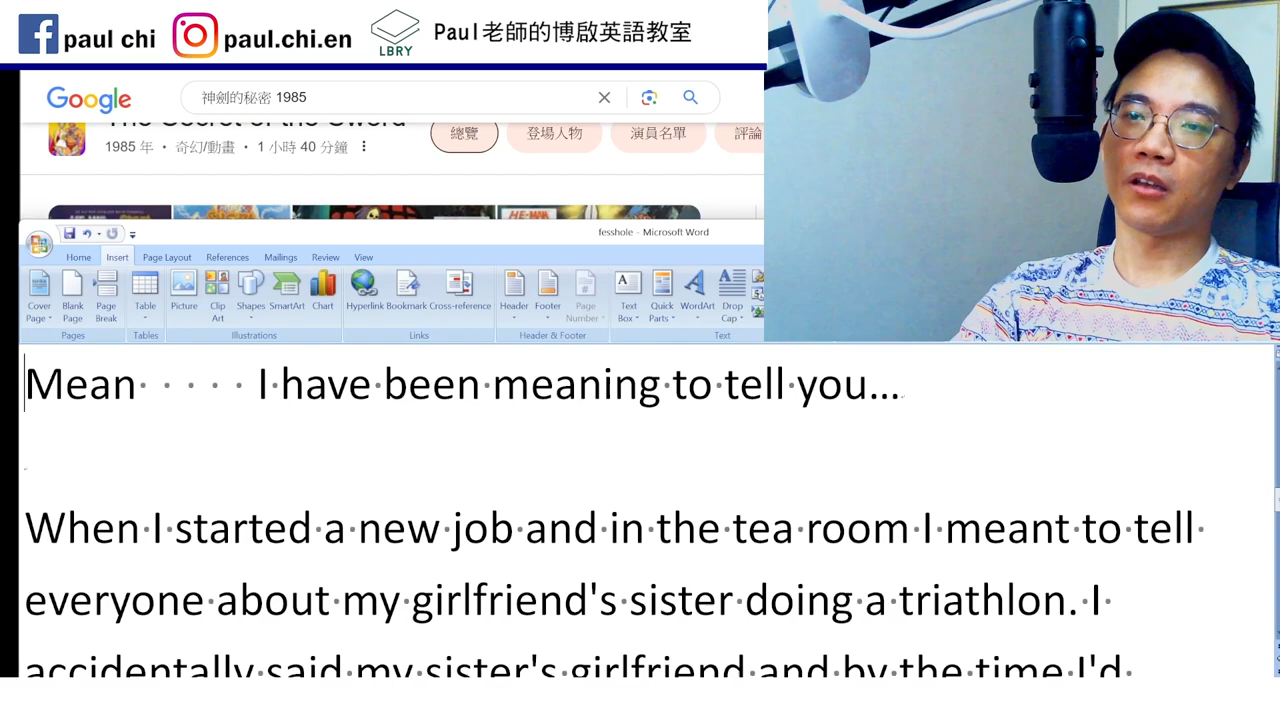 paul chi
paul.chi.en
LBRY
Paul老師的博啟英語教室
Google
神劍的秘密 1985
The Secret of the Sword
總覽
登場人物
演員名單
評論
1985 年 • 奇幻/動畫 • 1 小時 40 分鐘
HE-MAN
fesshole - Microsoft Word
Home Insert Page Layout References Mailings Review View
Cover Page
Blank Page
Page Break
Table
Picture
Clip Art
Shapes
SmartArt
Chart
Hyperlink
Bookmark
Cross-reference
Header
Footer
Page Number
Text Box
Quick Parts
WordArt
Drop Cap
Pages
Tables
Illustrations
Links
Header & Footer
Text
Mean I have been meaning to tell you...
When I started a new job and in the tea room I meant to tell
everyone about my girlfriend's sister doing a triathlon. I
accidentally said my sister's girlfriend and by the time I'd